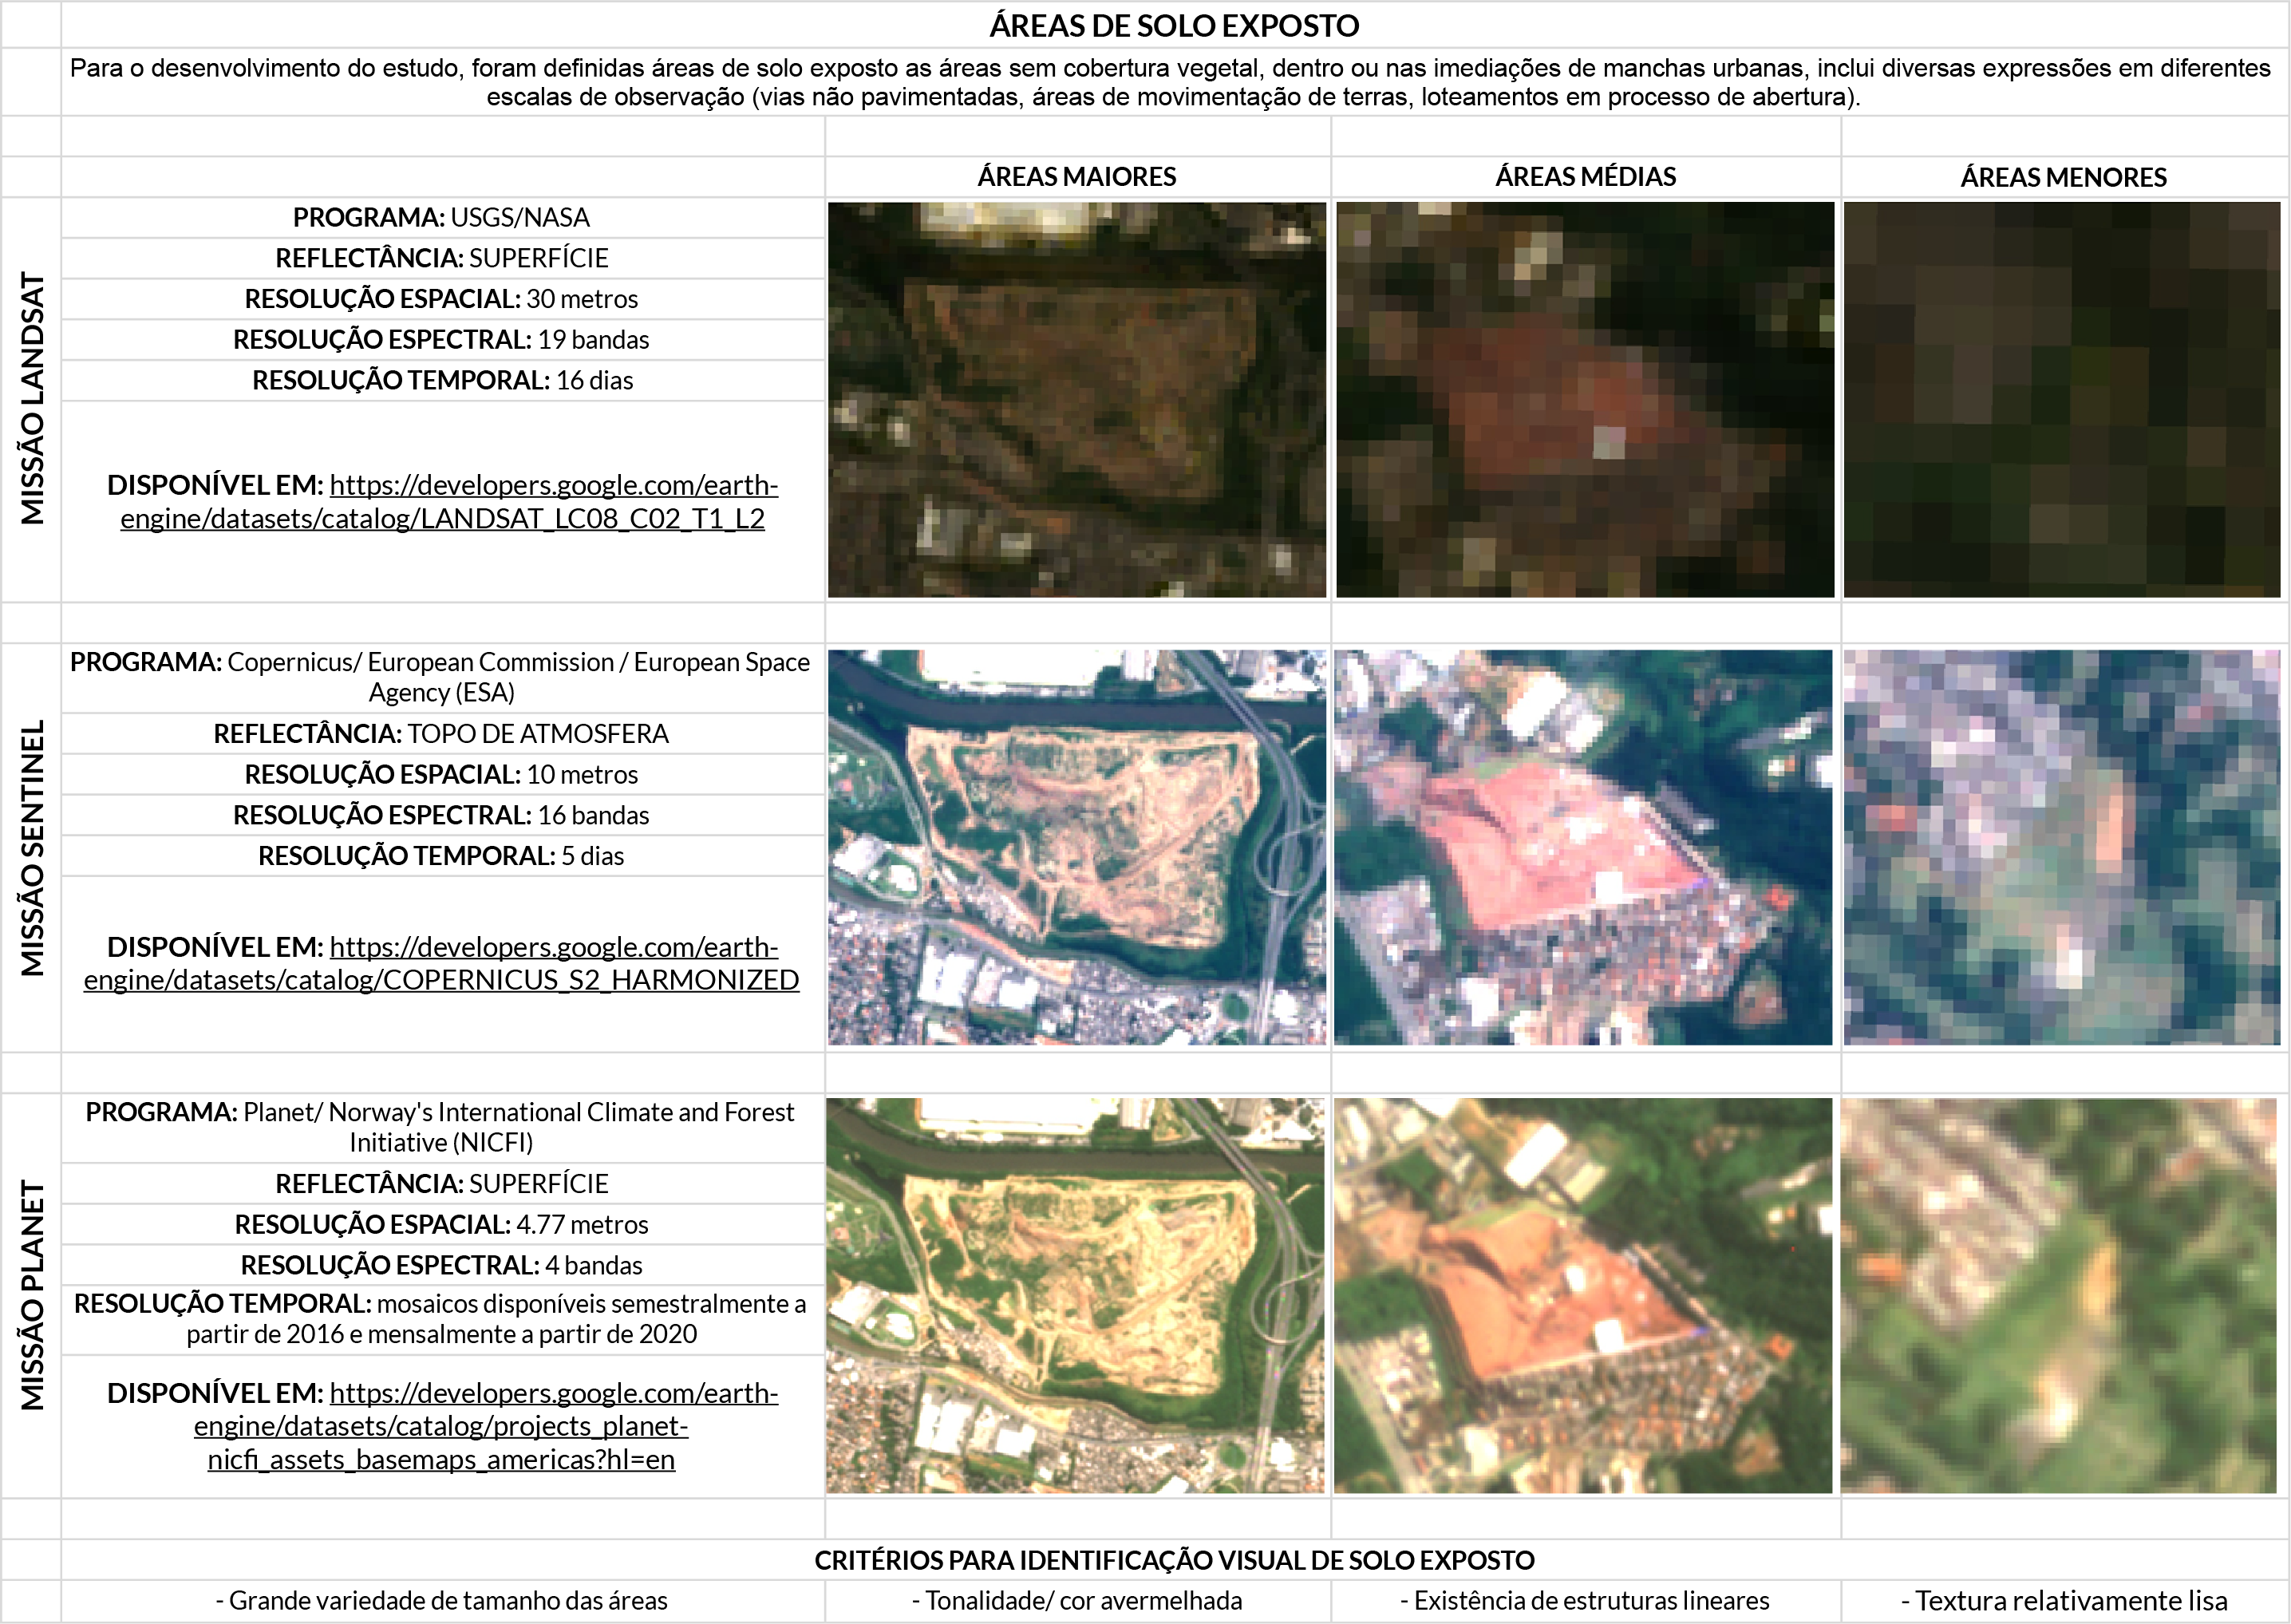 ÁREAS DE SOLO EXPOSTO
Para o desenvolvimento do estudo, foram definidas áreas de solo exposto as áreas sem cobertura vegetal, dentro ou nas imediações de manchas urbanas, inclui diversas expressões em diferentes
escalas de observação (vias não pavimentadas, áreas de movimentação de terras, loteamentos em processo de abertura).
ÁREAS MAIORES
ÁREAS MÉDIAS
ÁREAS MENORES
MISSÃO LANDSAT
PROGRAMA: USGS/NASA
REFLECTÂNCIA: SUPERFÍCIE
RESOLUÇÃO ESPACIAL: 30 metros
RESOLUÇÃO ESPECTRAL: 19 bandas
RESOLUÇÃO TEMPORAL: 16 dias
DISPONÍVEL EM: https://developers.google.com/earth-
engine/datasets/catalog/LANDSAT_LC08_C02_T1_L2
MISSÃO SENTINEL
PROGRAMA: Copernicus/ European Commission / European Space
Agency (ESA)
REFLECTÂNCIA: TOPO DE ATMOSFERA
RESOLUÇÃO ESPACIAL: 10 metros
RESOLUÇÃO ESPECTRAL: 16 bandas
RESOLUÇÃO TEMPORAL: 5 dias
DISPONÍVEL EM: https://developers.google.com/earth-
engine/datasets/catalog/COPERNICUS_S2_HARMONIZED
MISSÃO PLANET
PROGRAMA: Planet/ Norway's International Climate and Forest
Initiative (NICFI)
REFLECTÂNCIA: SUPERFÍCIE
RESOLUÇÃO ESPACIAL: 4.77 metros
RESOLUÇÃO ESPECTRAL: 4 bandas
RESOLUÇÃO TEMPORAL: mosaicos disponíveis semestralmente a
partir de 2016 e mensalmente a partir de 2020
DISPONÍVEL EM: https://developers.google.com/earth-
engine/datasets/catalog/projects_planet-
nicfi_assets_basemaps_americas?hl=en
CRITÉRIOS PARA IDENTIFICAÇÃO VISUAL DE SOLO EXPOSTO
- Grande variedade de tamanho das áreas
- Tonalidade/ cor avermelhada
- Existência de estruturas lineares
- Textura relativamente lisa